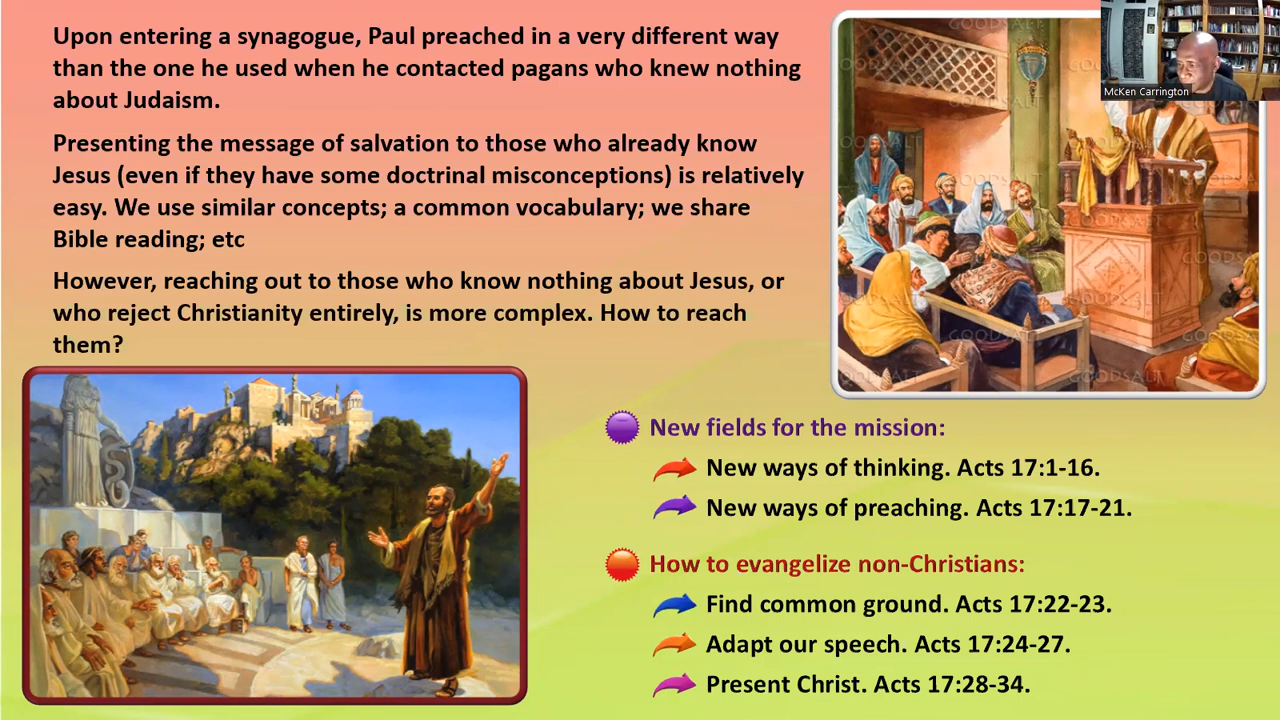 Upon entering a synagogue, Paul preached in a very different way
than the one he used when he contacted pagans who knew nothing
about Judaism.
Presenting the message of salvation to those who already know
Jesus (even if they have some doctrinal misconceptions) is relatively
easy. We use similar concepts; a common vocabulary; we share
Bible reading; etc
However, reaching out to those who know nothing about Jesus, or
who reject Christianity entirely, is more complex. How to reach
them?
McKen Carrington
GOODSALT
GOODSALT
GOODSALT
GOODSALT
GOODSALT
GOODSALT
New fields for the mission:
New ways of thinking. Acts 17:1-16.
New ways of preaching. Acts 17:17-21.
How to evangelize non-Christians:
Find common ground. Acts 17:22-23.
Adapt our speech. Acts 17:24-27.
Present Christ. Acts 17:28-34.